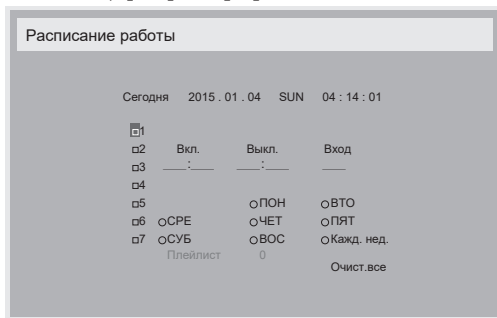 Расписание работы
Сегодня 2015 . 01 . 04 SUN 04 : 14 : 01
1
2 Вкл. Выкл. Вход
3 ___:___ ___:___ ___
4
5 ПОН ВТО
6 СРЕ ЧЕТ ПЯТ
7 СУБ ВОС Кажд. нед.
Плейлист 0
Очист.все